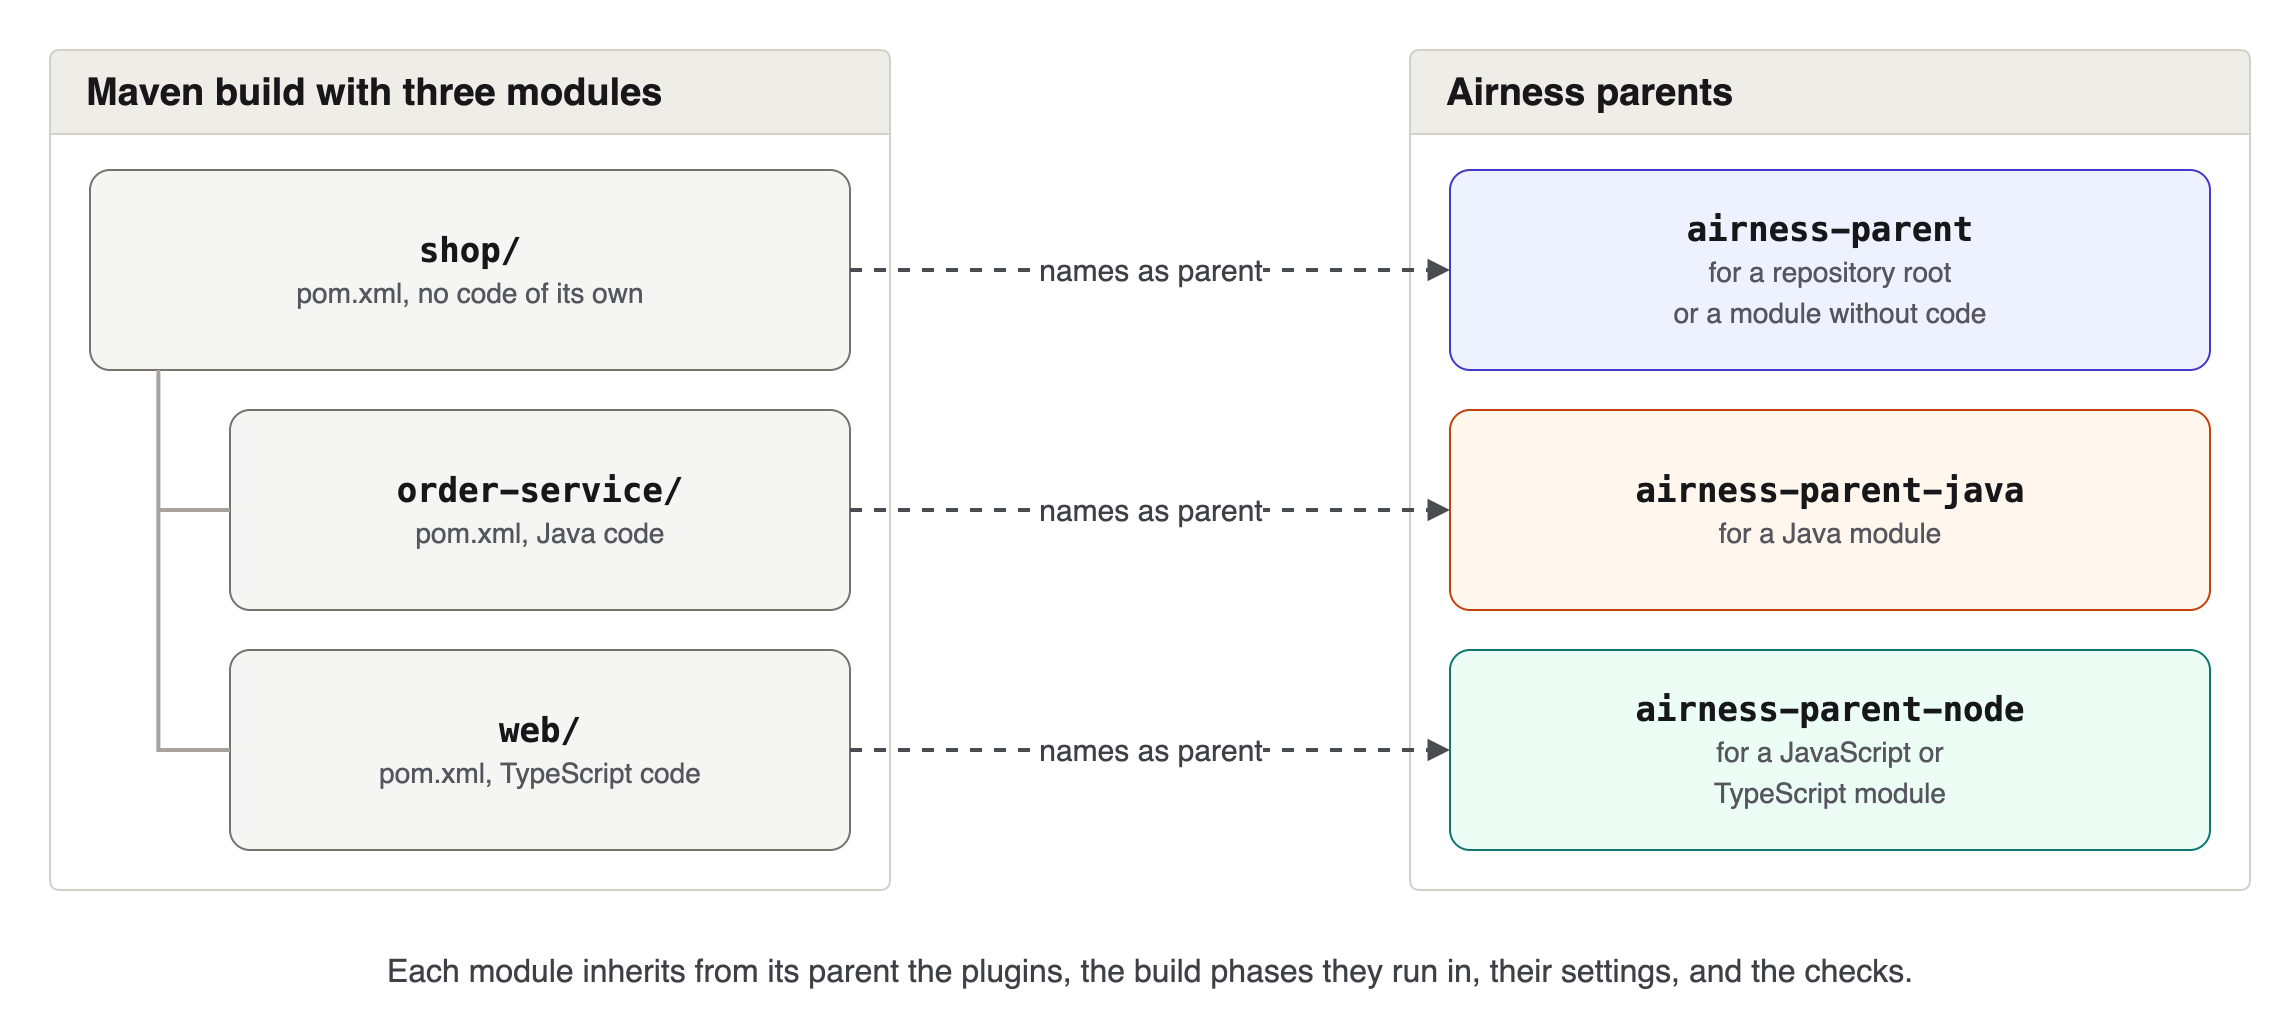 Maven build with three modules
shop/
pom.xml, no code of its own
order-service/
pom.xml, Java code
web/
pom.xml, TypeScript code
names as parent
names as parent
names as parent
Airness parents
airness-parent
for a repository root
or a module without code
airness-parent-java
for a Java module
airness-parent-node
for a JavaScript or
TypeScript module
Each module inherits from its parent the plugins, the build phases they run in, their settings, and the checks.